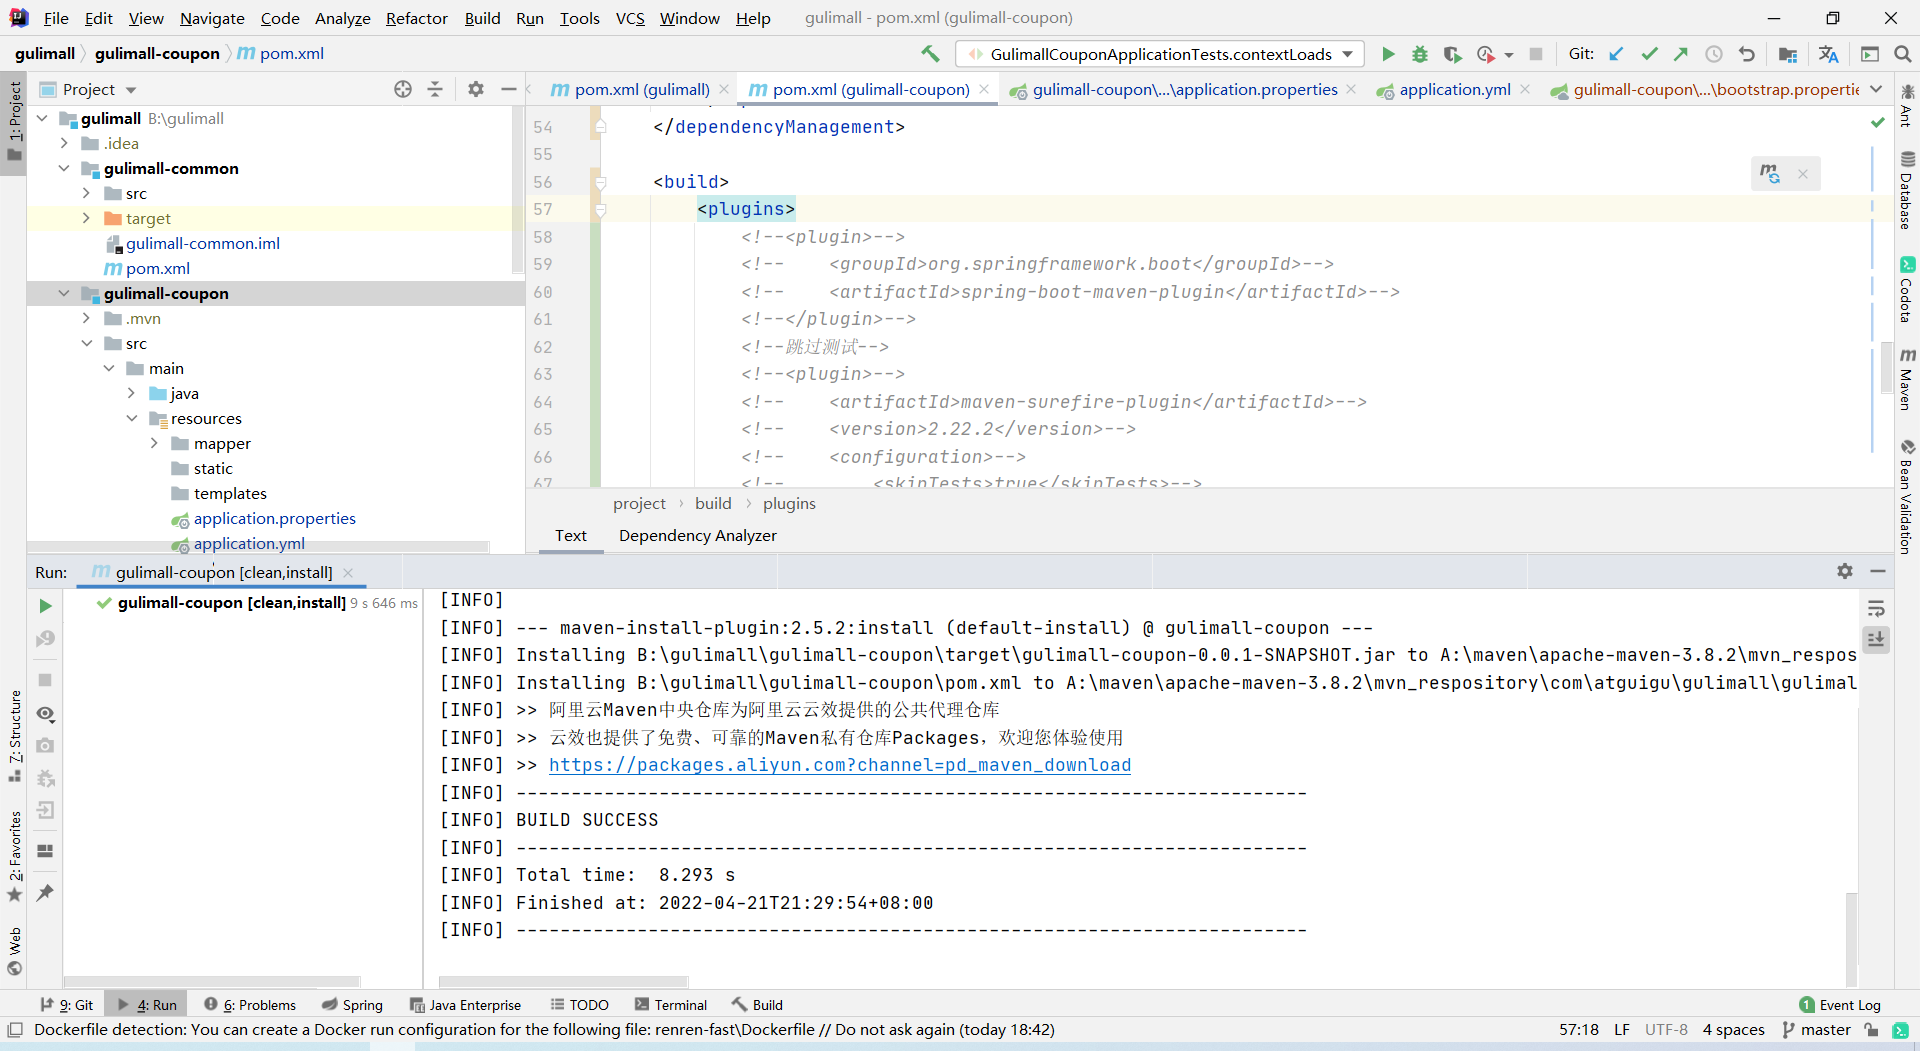 File Edit View Navigate Code Analyze Refactor Build Run Tools VCS Window Help gulimall - pom.xml (gulimall-coupon)
gulimall gulimall-coupon pom.xml
GulimallCouponApplicationTests.contextLoads
Git:
1: Project
Project
gulimall B:\gulimall
.idea
gulimall-common
src
target
gulimall-common.iml
pom.xml
gulimall-coupon
.mvn
src
main
java
resources
mapper
static
templates
application.properties
application.yml
pom.xml (gulimall)
pom.xml (gulimall-coupon)
gulimall-coupon\...\application.properties
application.yml
gulimall-coupon\...\bootstrap.propertie
54 </dependencyManagement>
55
56 <build>
57 <plugins>
58 <!--<plugin>-->
59 <!-- <groupId>org.springframework.boot</groupId>-->
60 <!-- <artifactId>spring-boot-maven-plugin</artifactId>-->
61 <!--</plugin>-->
62 <!--跳过测试-->
63 <!--<plugin>-->
64 <!-- <artifactId>maven-surefire-plugin</artifactId>-->
65 <!-- <version>2.22.2</version>-->
66 <!-- <configuration>-->
67 <!-- <skipTests>true</skipTests>-->
project build plugins
Text Dependency Analyzer
Ant
Database
Codota
Maven
Bean Validation
Run: gulimall-coupon [clean,install]
gulimall-coupon [clean,install] 9 s 646 ms
[INFO]
[INFO] --- maven-install-plugin:2.5.2:install (default-install) @ gulimall-coupon ---
[INFO] Installing B:\gulimall\gulimall-coupon\target\gulimall-coupon-0.0.1-SNAPSHOT.jar to A:\maven\apache-maven-3.8.2\mvn_respos
[INFO] Installing B:\gulimall\gulimall-coupon\pom.xml to A:\maven\apache-maven-3.8.2\mvn_respository\com\atguigu\gulimall\gulimal
[INFO] >> 阿里云Maven中央仓库为阿里云云效提供的公共代理仓库
[INFO] >> 云效也提供了免费、可靠的Maven私有仓库Packages，欢迎您体验使用
[INFO] >> https://packages.aliyun.com?channel=pd_maven_download
[INFO] ------------------------------------------------------------------------
[INFO] BUILD SUCCESS
[INFO] ------------------------------------------------------------------------
[INFO] Total time:  8.293 s
[INFO] Finished at: 2022-04-21T21:29:54+08:00
[INFO] ------------------------------------------------------------------------
7: Structure
2: Favorites
Web
9: Git 4: Run 6: Problems Spring Java Enterprise TODO Terminal Build 1 Event Log
Dockerfile detection: You can create a Docker run configuration for the following file: renren-fast\Dockerfile // Do not ask again (today 18:42) 57:18 LF UTF-8 4 spaces master